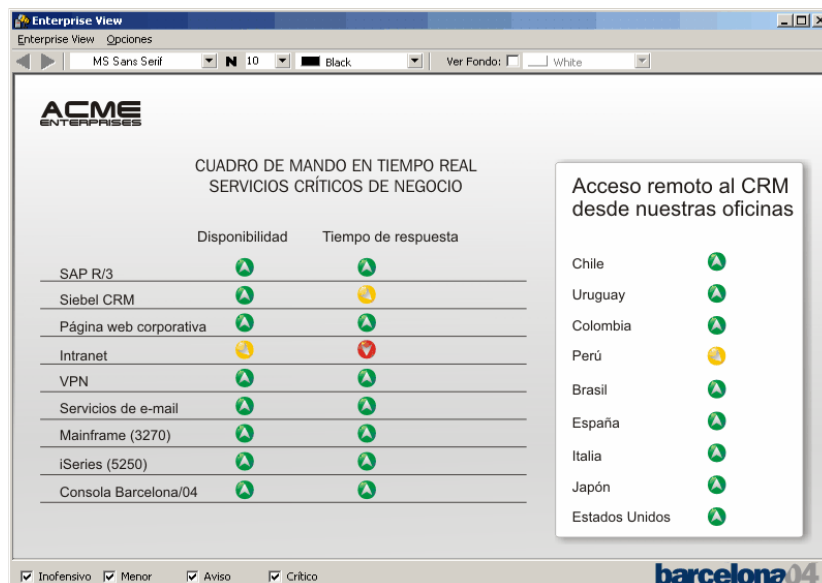 Enterprise View
Enterprise View Opciones
MS Sans Serif N 10 Black Ver Fondo: White
ACME
ENTERPRISES
CUADRO DE MANDO EN TIEMPO REAL
SERVICIOS CRÍTICOS DE NEGOCIO
Disponibilidad Tiempo de respuesta
SAP R/3
Siebel CRM
Página web corporativa
Intranet
VPN
Servicios de e-mail
Mainframe (3270)
iSeries (5250)
Consola Barcelona/04
Acceso remoto al CRM
desde nuestras oficinas
Chile
Uruguay
Colombia
Perú
Brasil
España
Italia
Japón
Estados Unidos
Inofensivo Menor Aviso Crítico
barcelona04